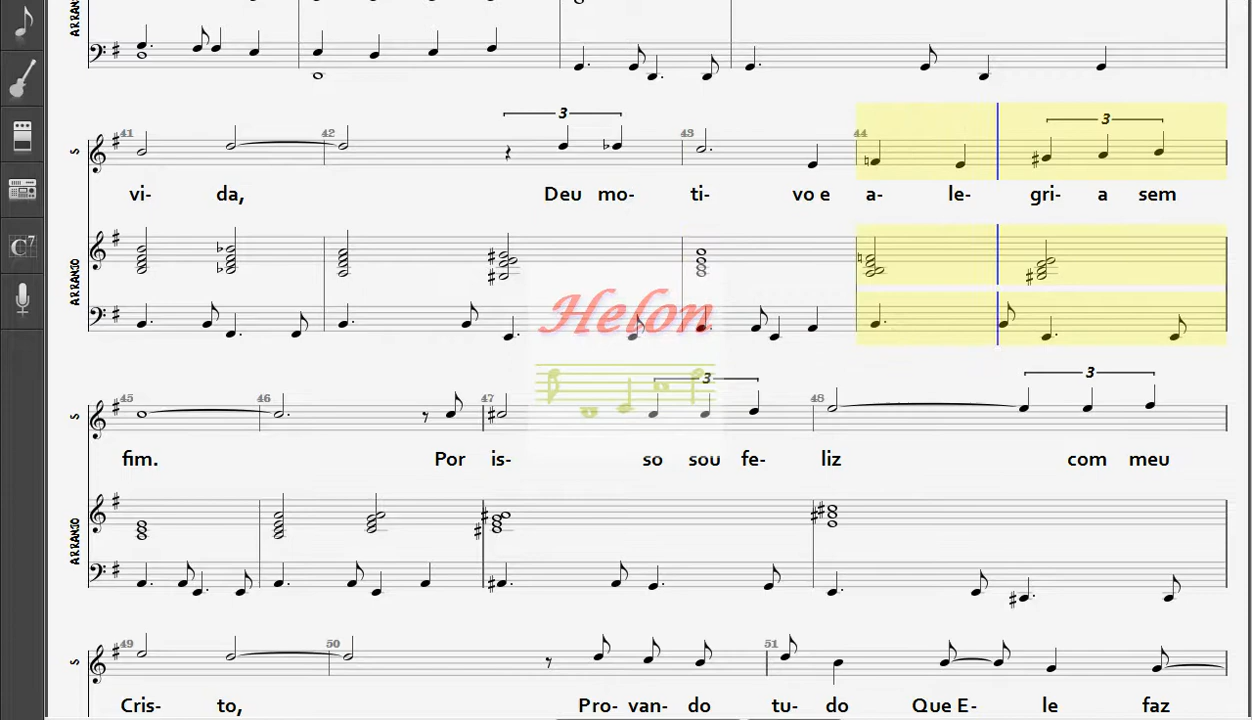 ARRANJO
41 42 3 43 44 3
S
vi- da, Deu mo- ti- vo e a- le- gri- a sem
ARRANJO
C7
Helon
45 46 47 3 48 3
S
fim. Por is- so sou fe- liz com meu
ARRANJO
49 50 51
S
Cris- to, Pro- van- do tu- do Que E- le faz